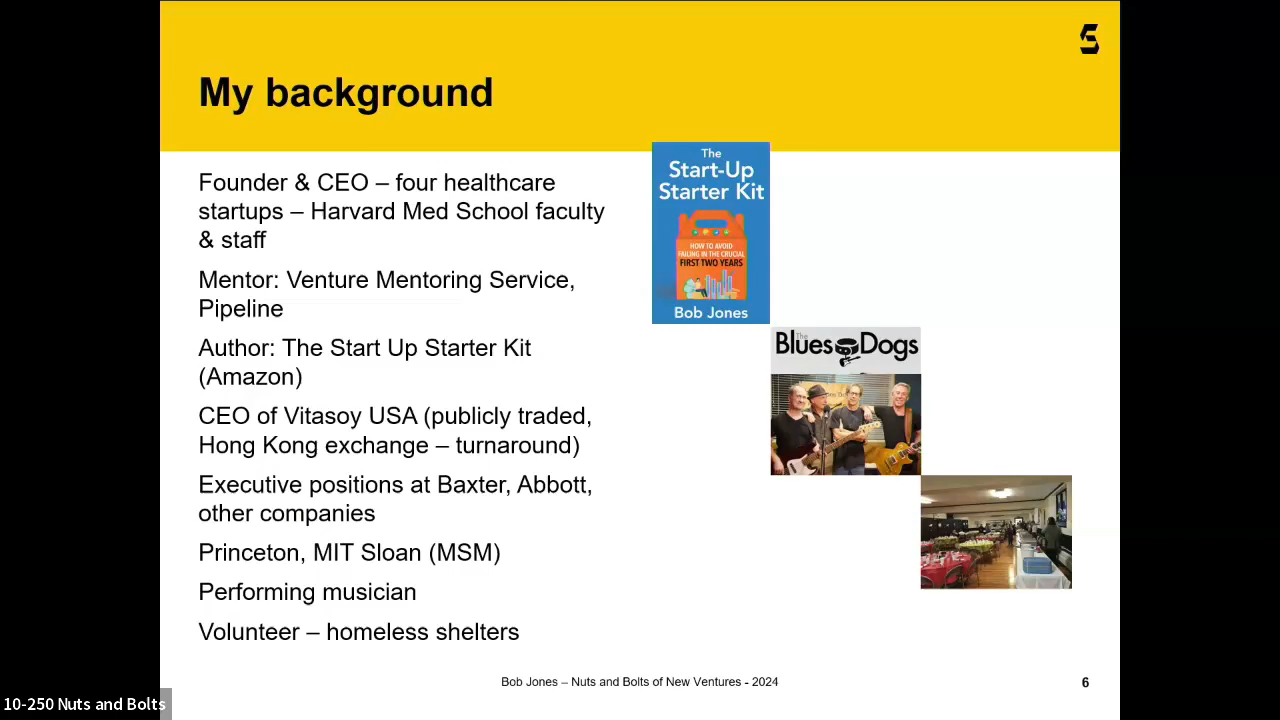 My background
Founder & CEO – four healthcare
startups – Harvard Med School faculty
& staff
Mentor: Venture Mentoring Service,
Pipeline
Author: The Start Up Starter Kit
(Amazon)
CEO of Vitasoy USA (publicly traded,
Hong Kong exchange – turnaround)
Executive positions at Baxter, Abbott,
other companies
Princeton, MIT Sloan (MSM)
Performing musician
Volunteer – homeless shelters
The
Start-Up
Starter Kit
HOW TO AVOID
FAILING IN THE CRUCIAL
FIRST TWO YEARS
Bob Jones
The
Blues Dogs
Bob Jones – Nuts and Bolts of New Ventures - 2024
6
10-250 Nuts and Bolts